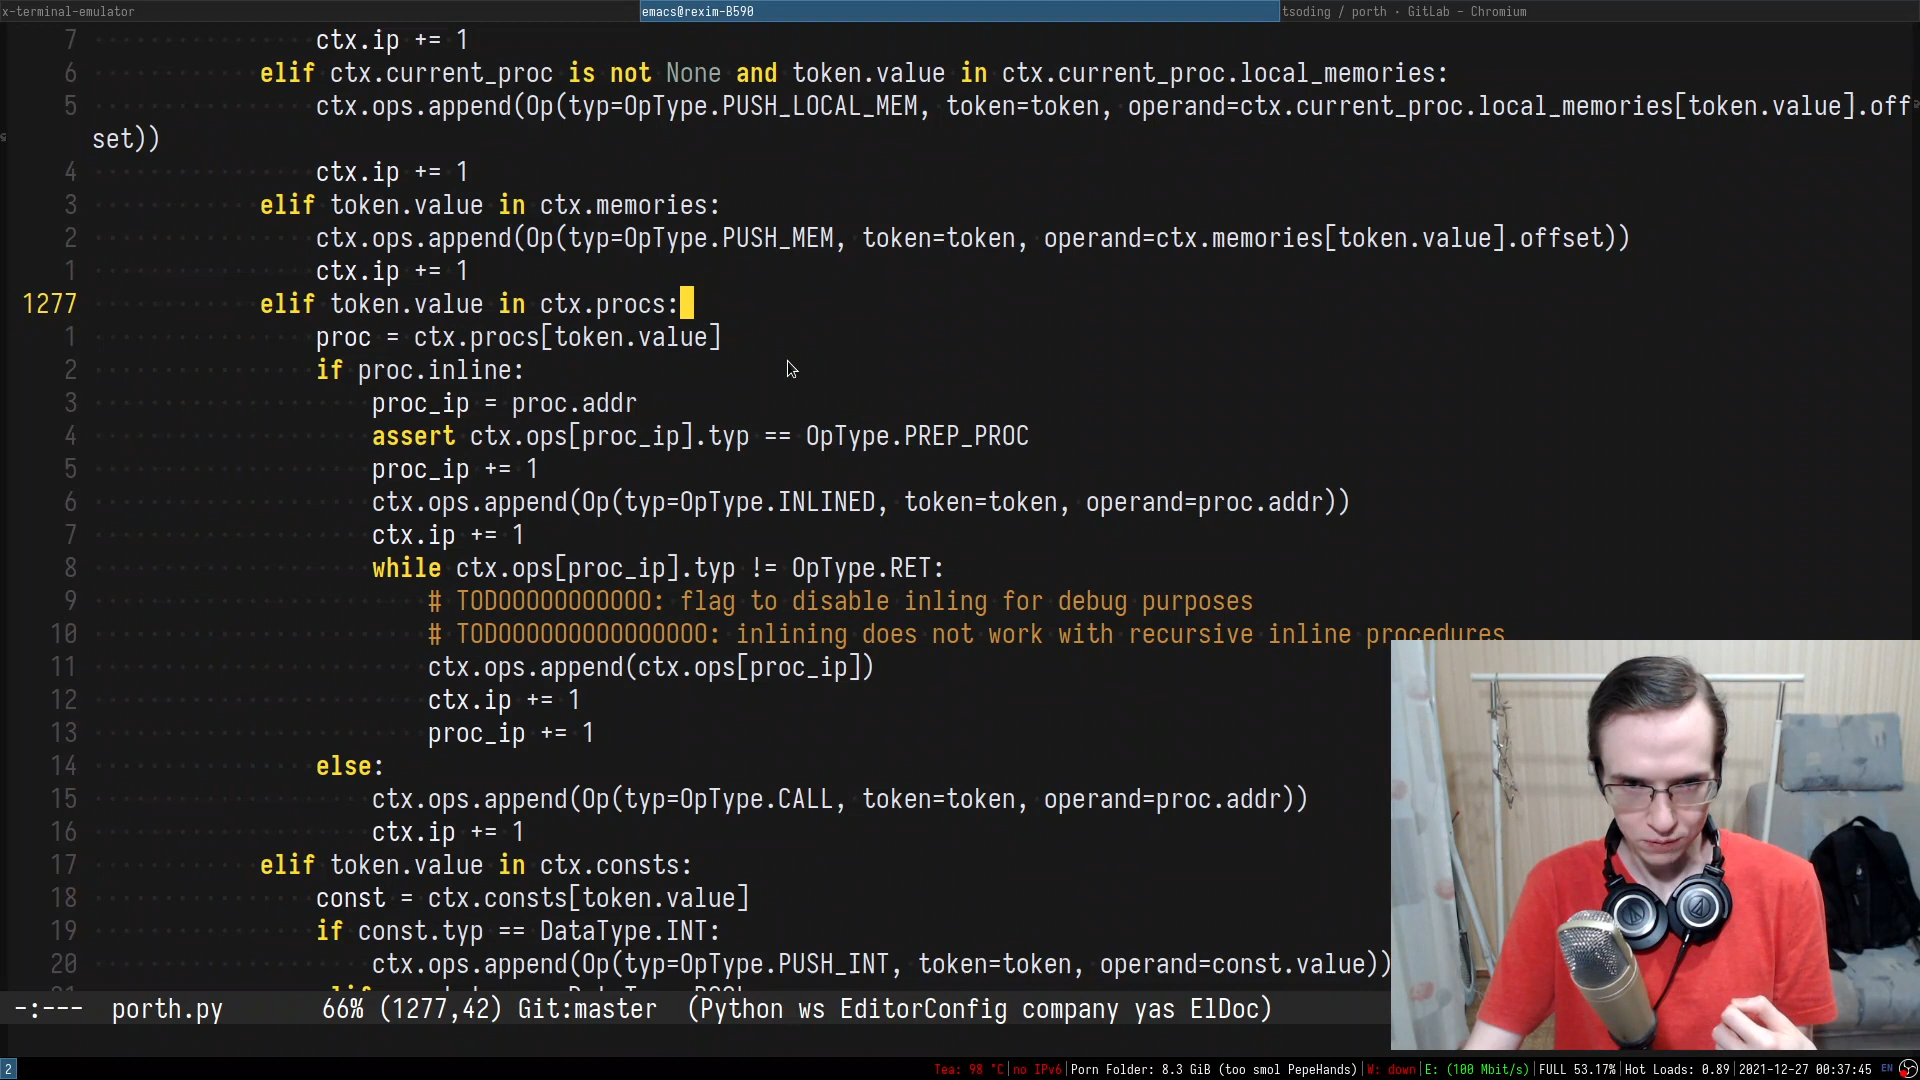 x-terminal-emulator
emacs@rexim-B590
tsoding / porth · GitLab - Chromium
7 ctx.ip += 1
6 elif ctx.current_proc is not None and token.value in ctx.current_proc.local_memories:
5 ctx.ops.append(Op(typ=OpType.PUSH_LOCAL_MEM, token=token, operand=ctx.current_proc.local_memories[token.value].off
set))
4 ctx.ip += 1
3 elif token.value in ctx.memories:
2 ctx.ops.append(Op(typ=OpType.PUSH_MEM, token=token, operand=ctx.memories[token.value].offset))
1 ctx.ip += 1
1277 elif token.value in ctx.procs:
1 proc = ctx.procs[token.value]
2 if proc.inline:
3 proc_ip = proc.addr
4 assert ctx.ops[proc_ip].typ == OpType.PREP_PROC
5 proc_ip += 1
6 ctx.ops.append(Op(typ=OpType.INLINED, token=token, operand=proc.addr))
7 ctx.ip += 1
8 while ctx.ops[proc_ip].typ != OpType.RET:
9 # TODOOOOOOOOOOO: flag to disable inling for debug purposes
10 # TODOOOOOOOOOOOOOOO: inlining does not work with recursive inline procedures
11 ctx.ops.append(ctx.ops[proc_ip])
12 ctx.ip += 1
13 proc_ip += 1
14 else:
15 ctx.ops.append(Op(typ=OpType.CALL, token=token, operand=proc.addr))
16 ctx.ip += 1
17 elif token.value in ctx.consts:
18 const = ctx.consts[token.value]
19 if const.typ == DataType.INT:
20 ctx.ops.append(Op(typ=OpType.PUSH_INT, token=token, operand=const.value))
-:--- porth.py 66% (1277,42) Git:master (Python ws EditorConfig company yas ElDoc)
2 Tea: 98 °C|no IPv6|Porn Folder: 8.3 GiB (too smol PepeHands)|W: down|E: (100 Mbit/s)|FULL 53.17%|Hot Loads: 0.89|2021-12-27 00:37:45 EN